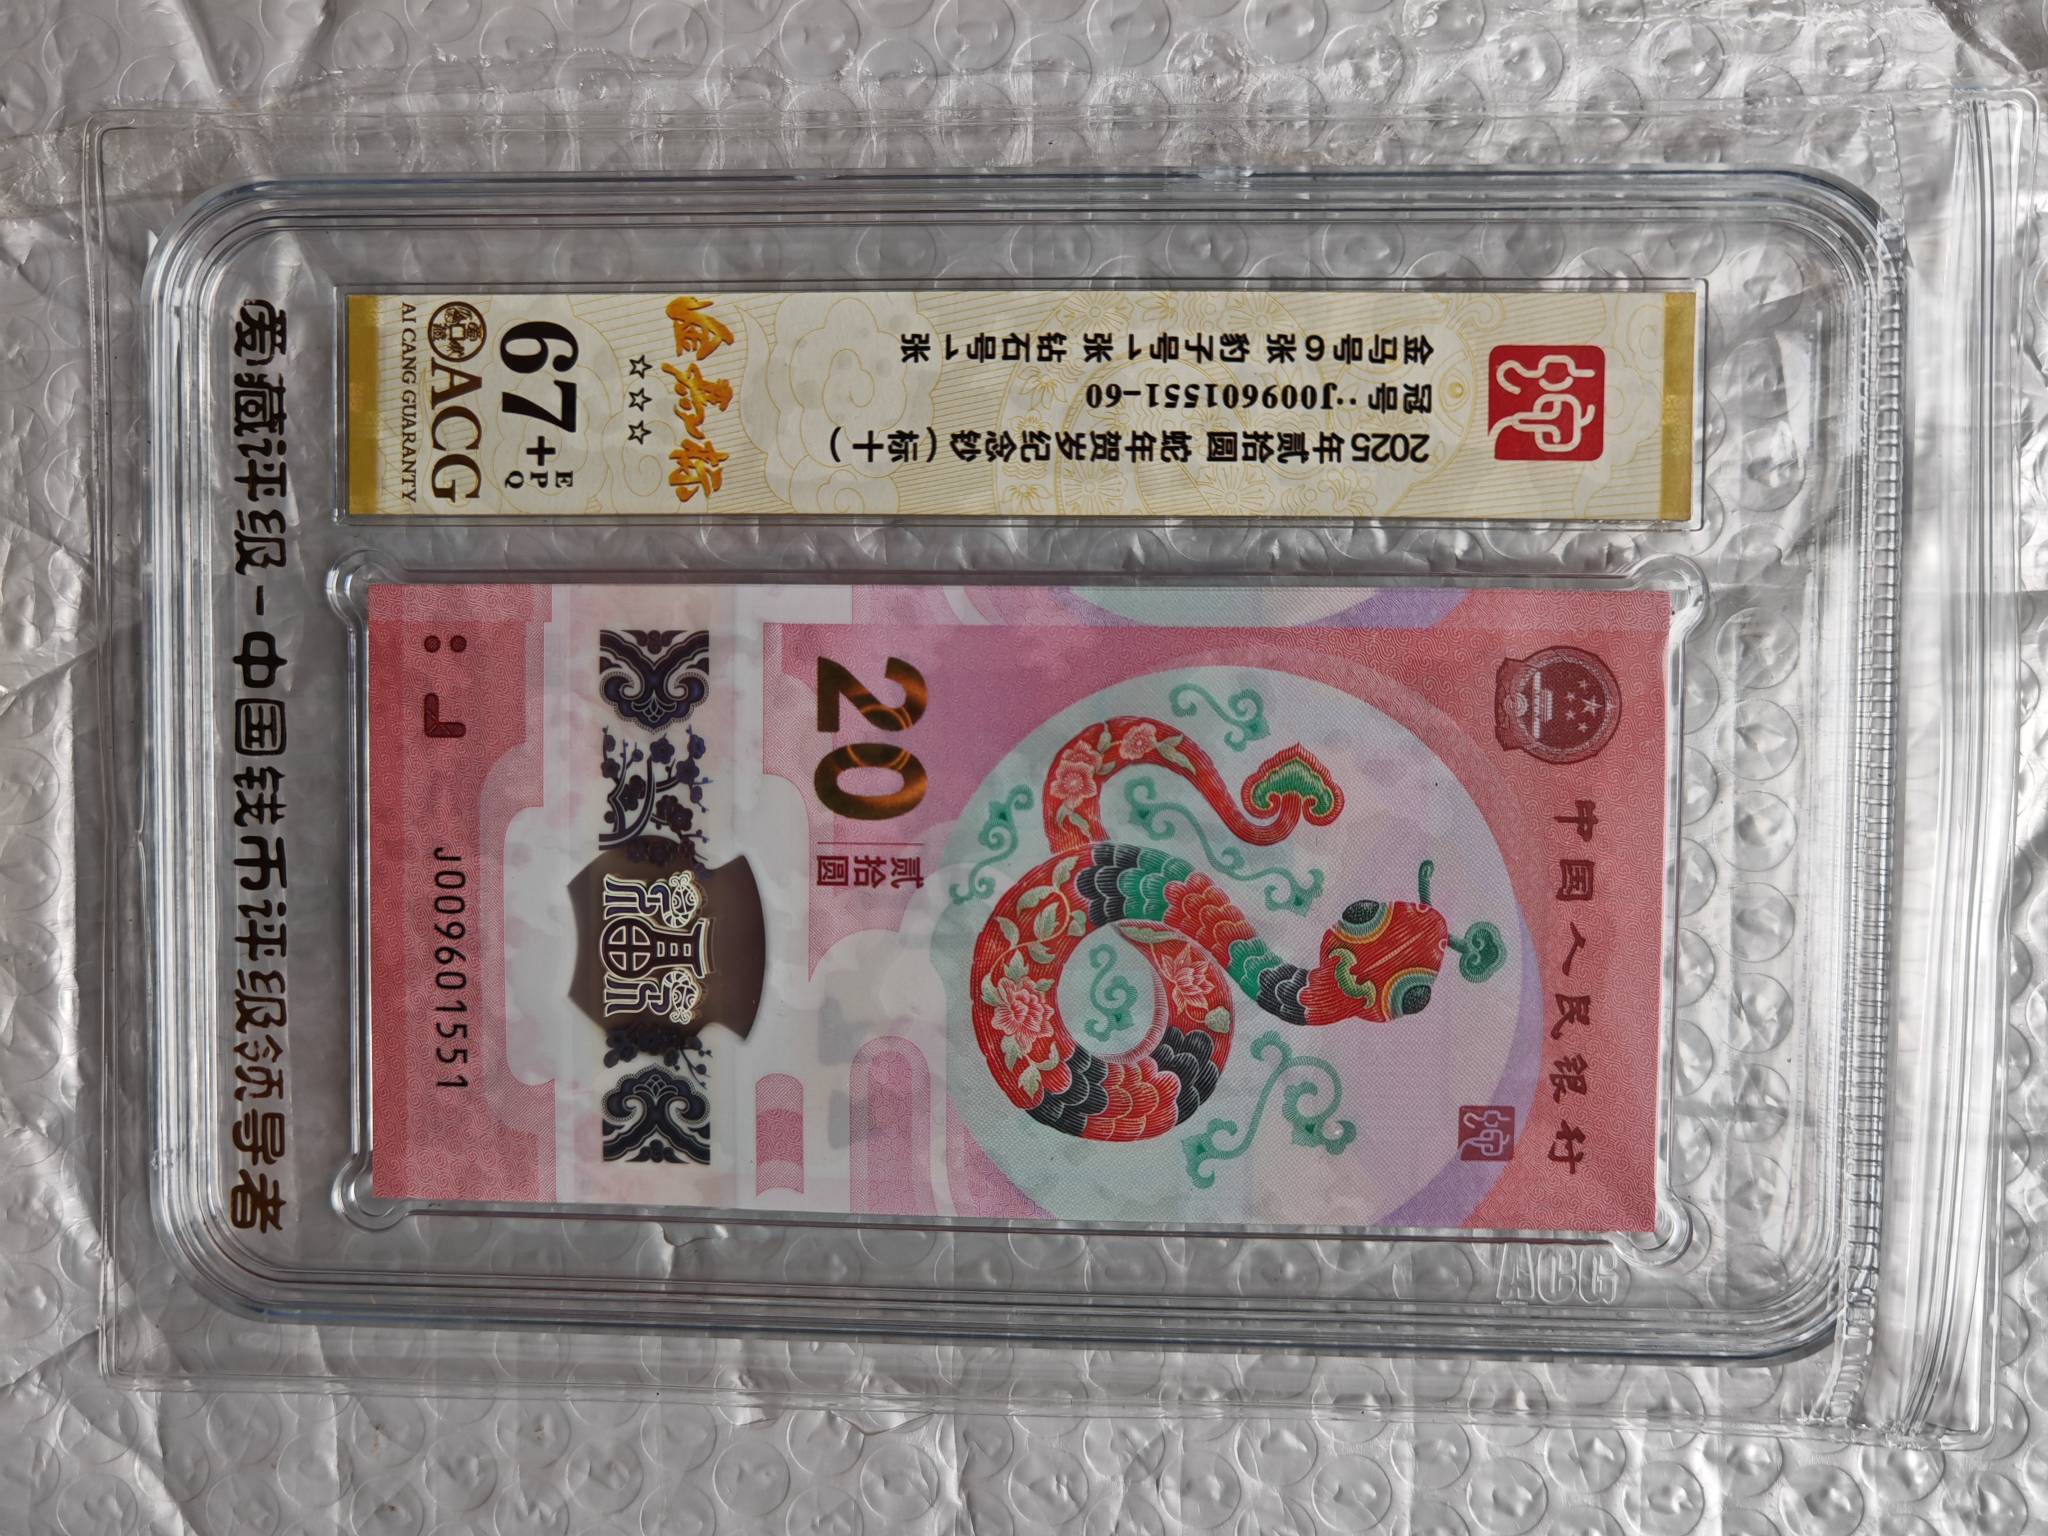 爱藏评级-中国钱币评级领导者
2025年贰拾圆 蛇年贺岁纪念钞（标十）
冠号：J009601551-60
金马号6张 豹子号1张 钻石号1张
67+
EPQ
ACG
AI CANG GUARANTY
中国人民银行
蛇
20
贰拾圆
J009601551
ACG